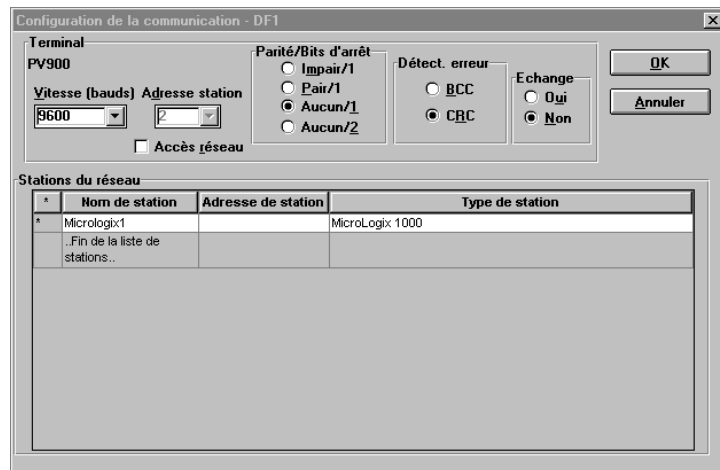 Configuration de la communication - DF1
Terminal
PV900
Vitesse (bauds) Adresse station
9600 2
Accès réseau
Parité/Bits d'arrêt
Impair/1
Pair/1
Aucun/1
Aucun/2
Détect. erreur
BCC
CRC
Echange
Oui
Non
OK
Annuler
Stations du réseau
* Nom de station Adresse de station Type de station
* Micrologix1 MicroLogix 1000
..Fin de la liste de
stations..